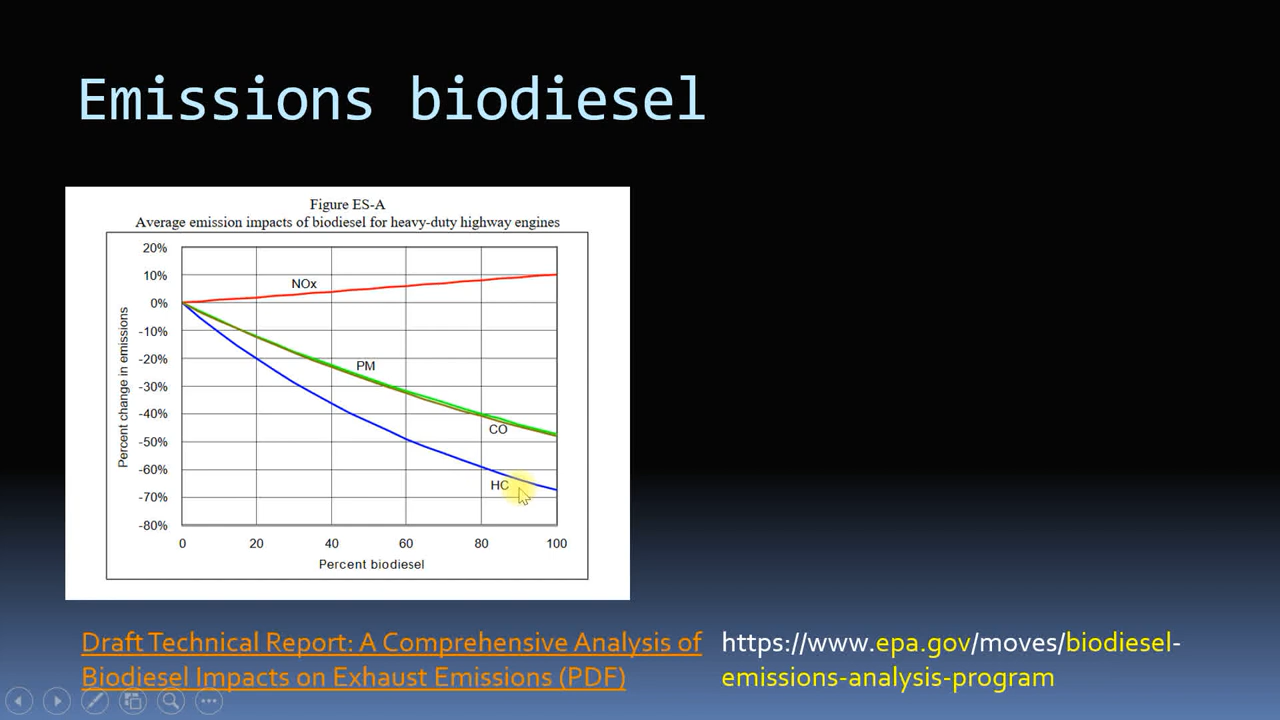 Emissions biodiesel
Figure ES-A
Average emission impacts of biodiesel for heavy-duty highway engines
20%
10%
0%
-10%
-20%
-30%
-40%
-50%
-60%
-70%
-80%
Percent change in emissions
NOx
PM
CO
HC
0 20 40 60 80 100
Percent biodiesel
Draft Technical Report: A Comprehensive Analysis of
Biodiesel Impacts on Exhaust Emissions (PDF)
https://www.epa.gov/moves/biodiesel-
emissions-analysis-program